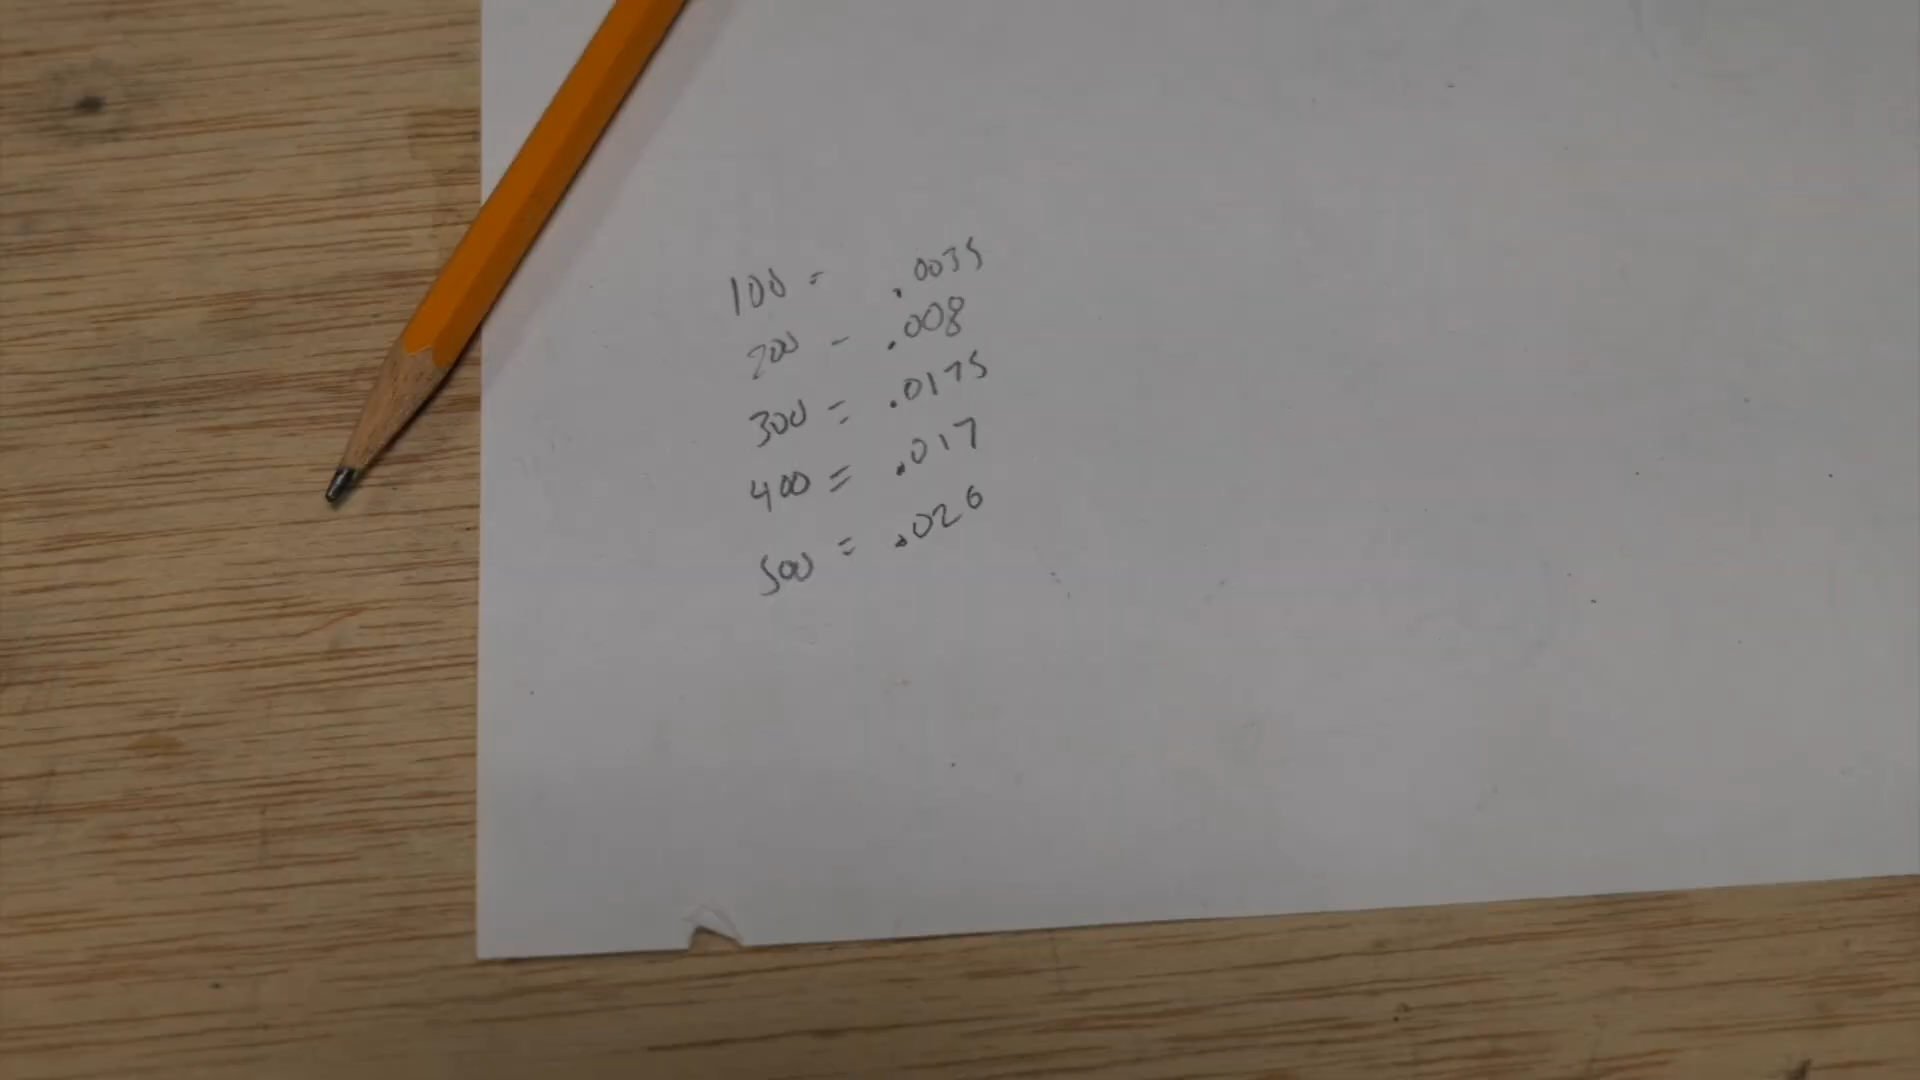 100 = .0035
200 - .008
300 = .0175
400 = .017
500 = .026